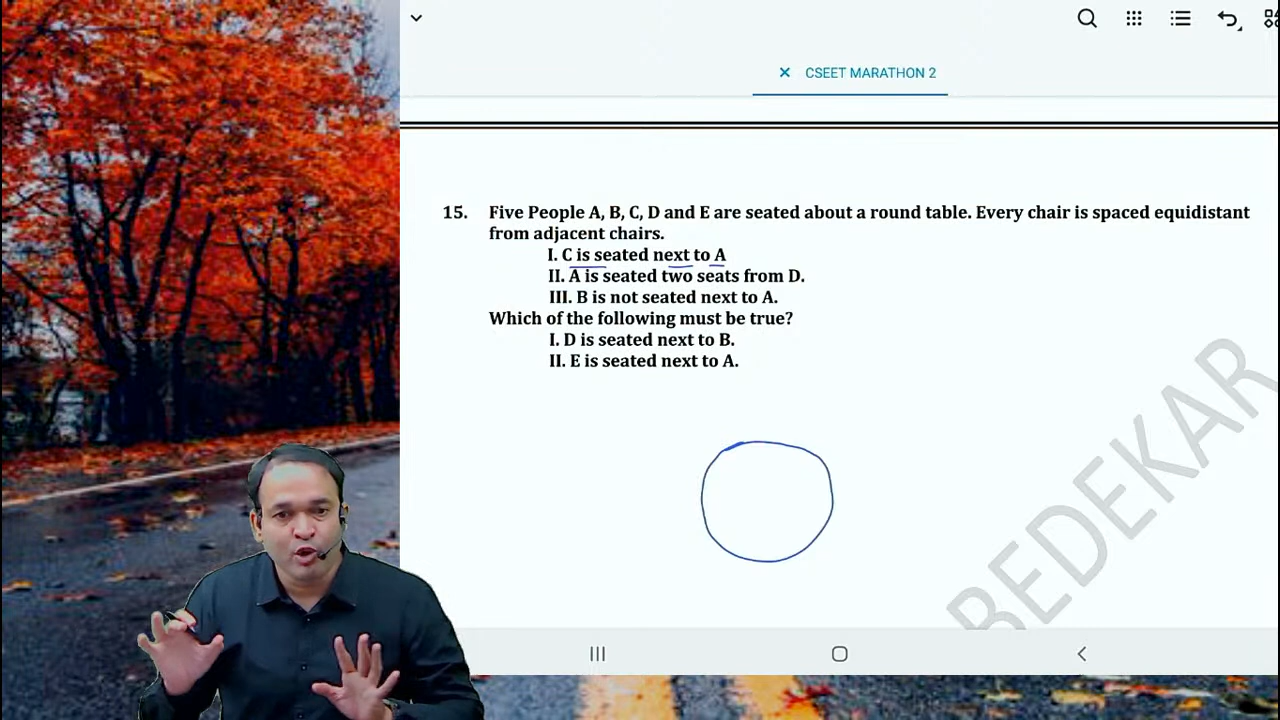 CSEET MARATHON 2
15. Five People A, B, C, D and E are seated about a round table. Every chair is spaced equidistant
from adjacent chairs.
I. C is seated next to A
II. A is seated two seats from D.
III. B is not seated next to A.
Which of the following must be true?
I. D is seated next to B.
II. E is seated next to A.
BEDEKAR